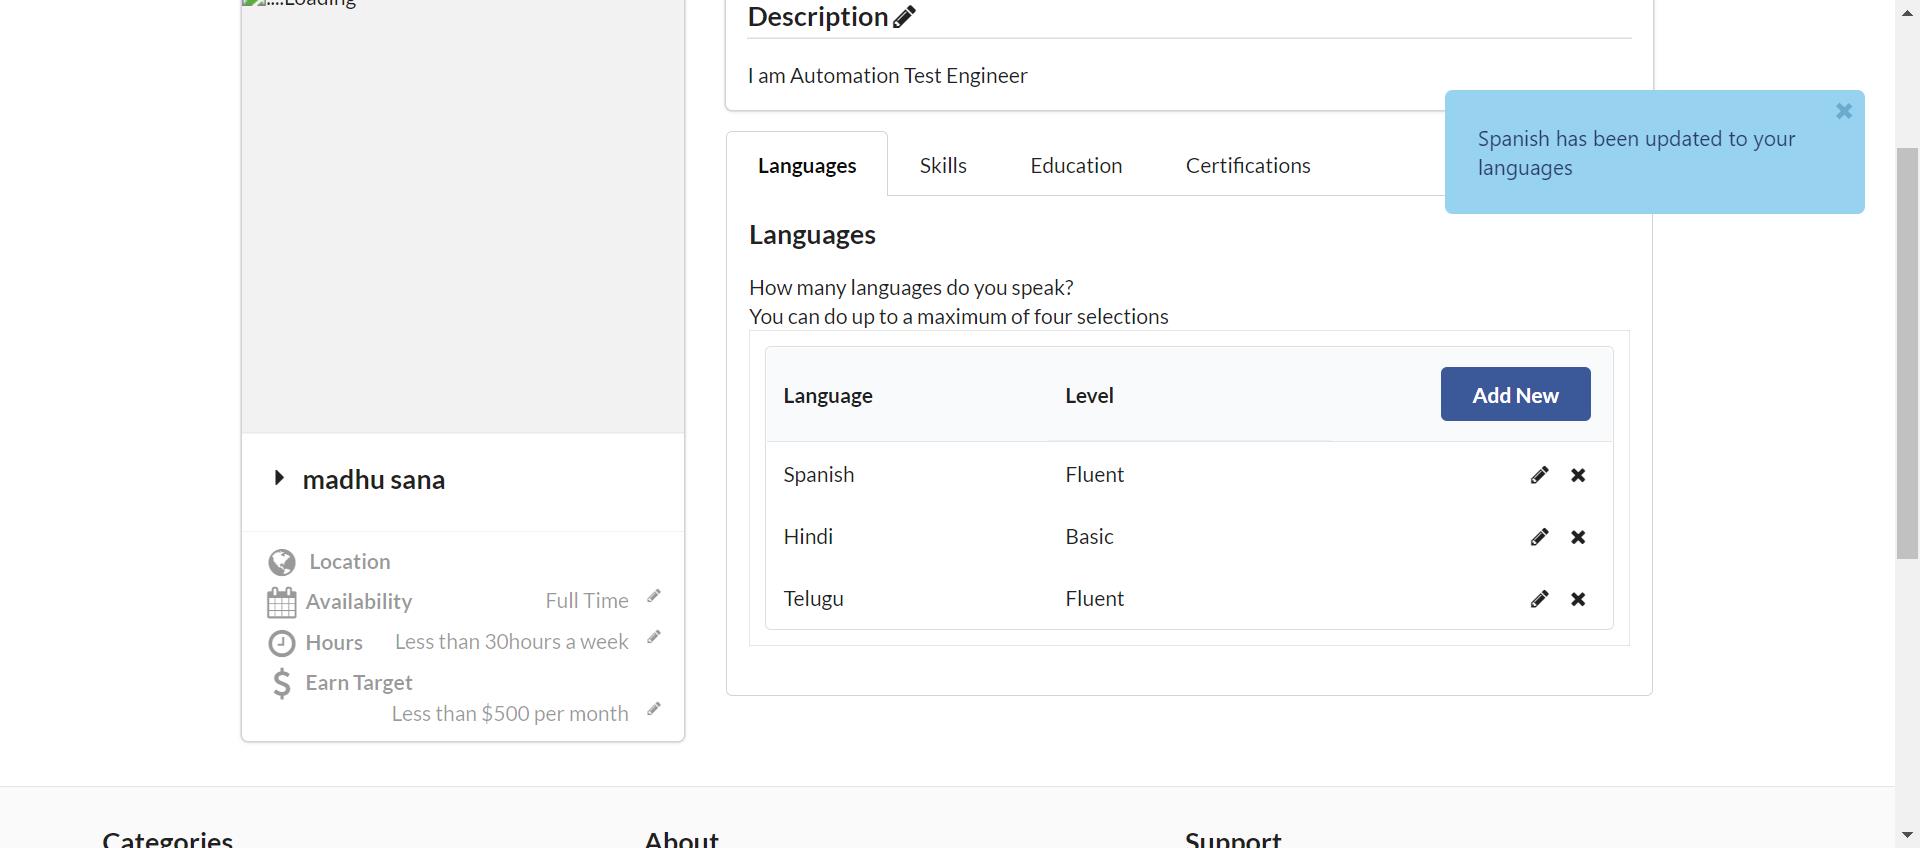 ....Loading
madhu sana
Location
Availability Full Time
Hours Less than 30hours a week
Earn Target
Less than $500 per month
Description
I am Automation Test Engineer
Spanish has been updated to your
languages
Languages Skills Education Certifications
Languages
How many languages do you speak?
You can do up to a maximum of four selections
Language Level Add New
Spanish Fluent
Hindi Basic
Telugu Fluent
Categories About Support